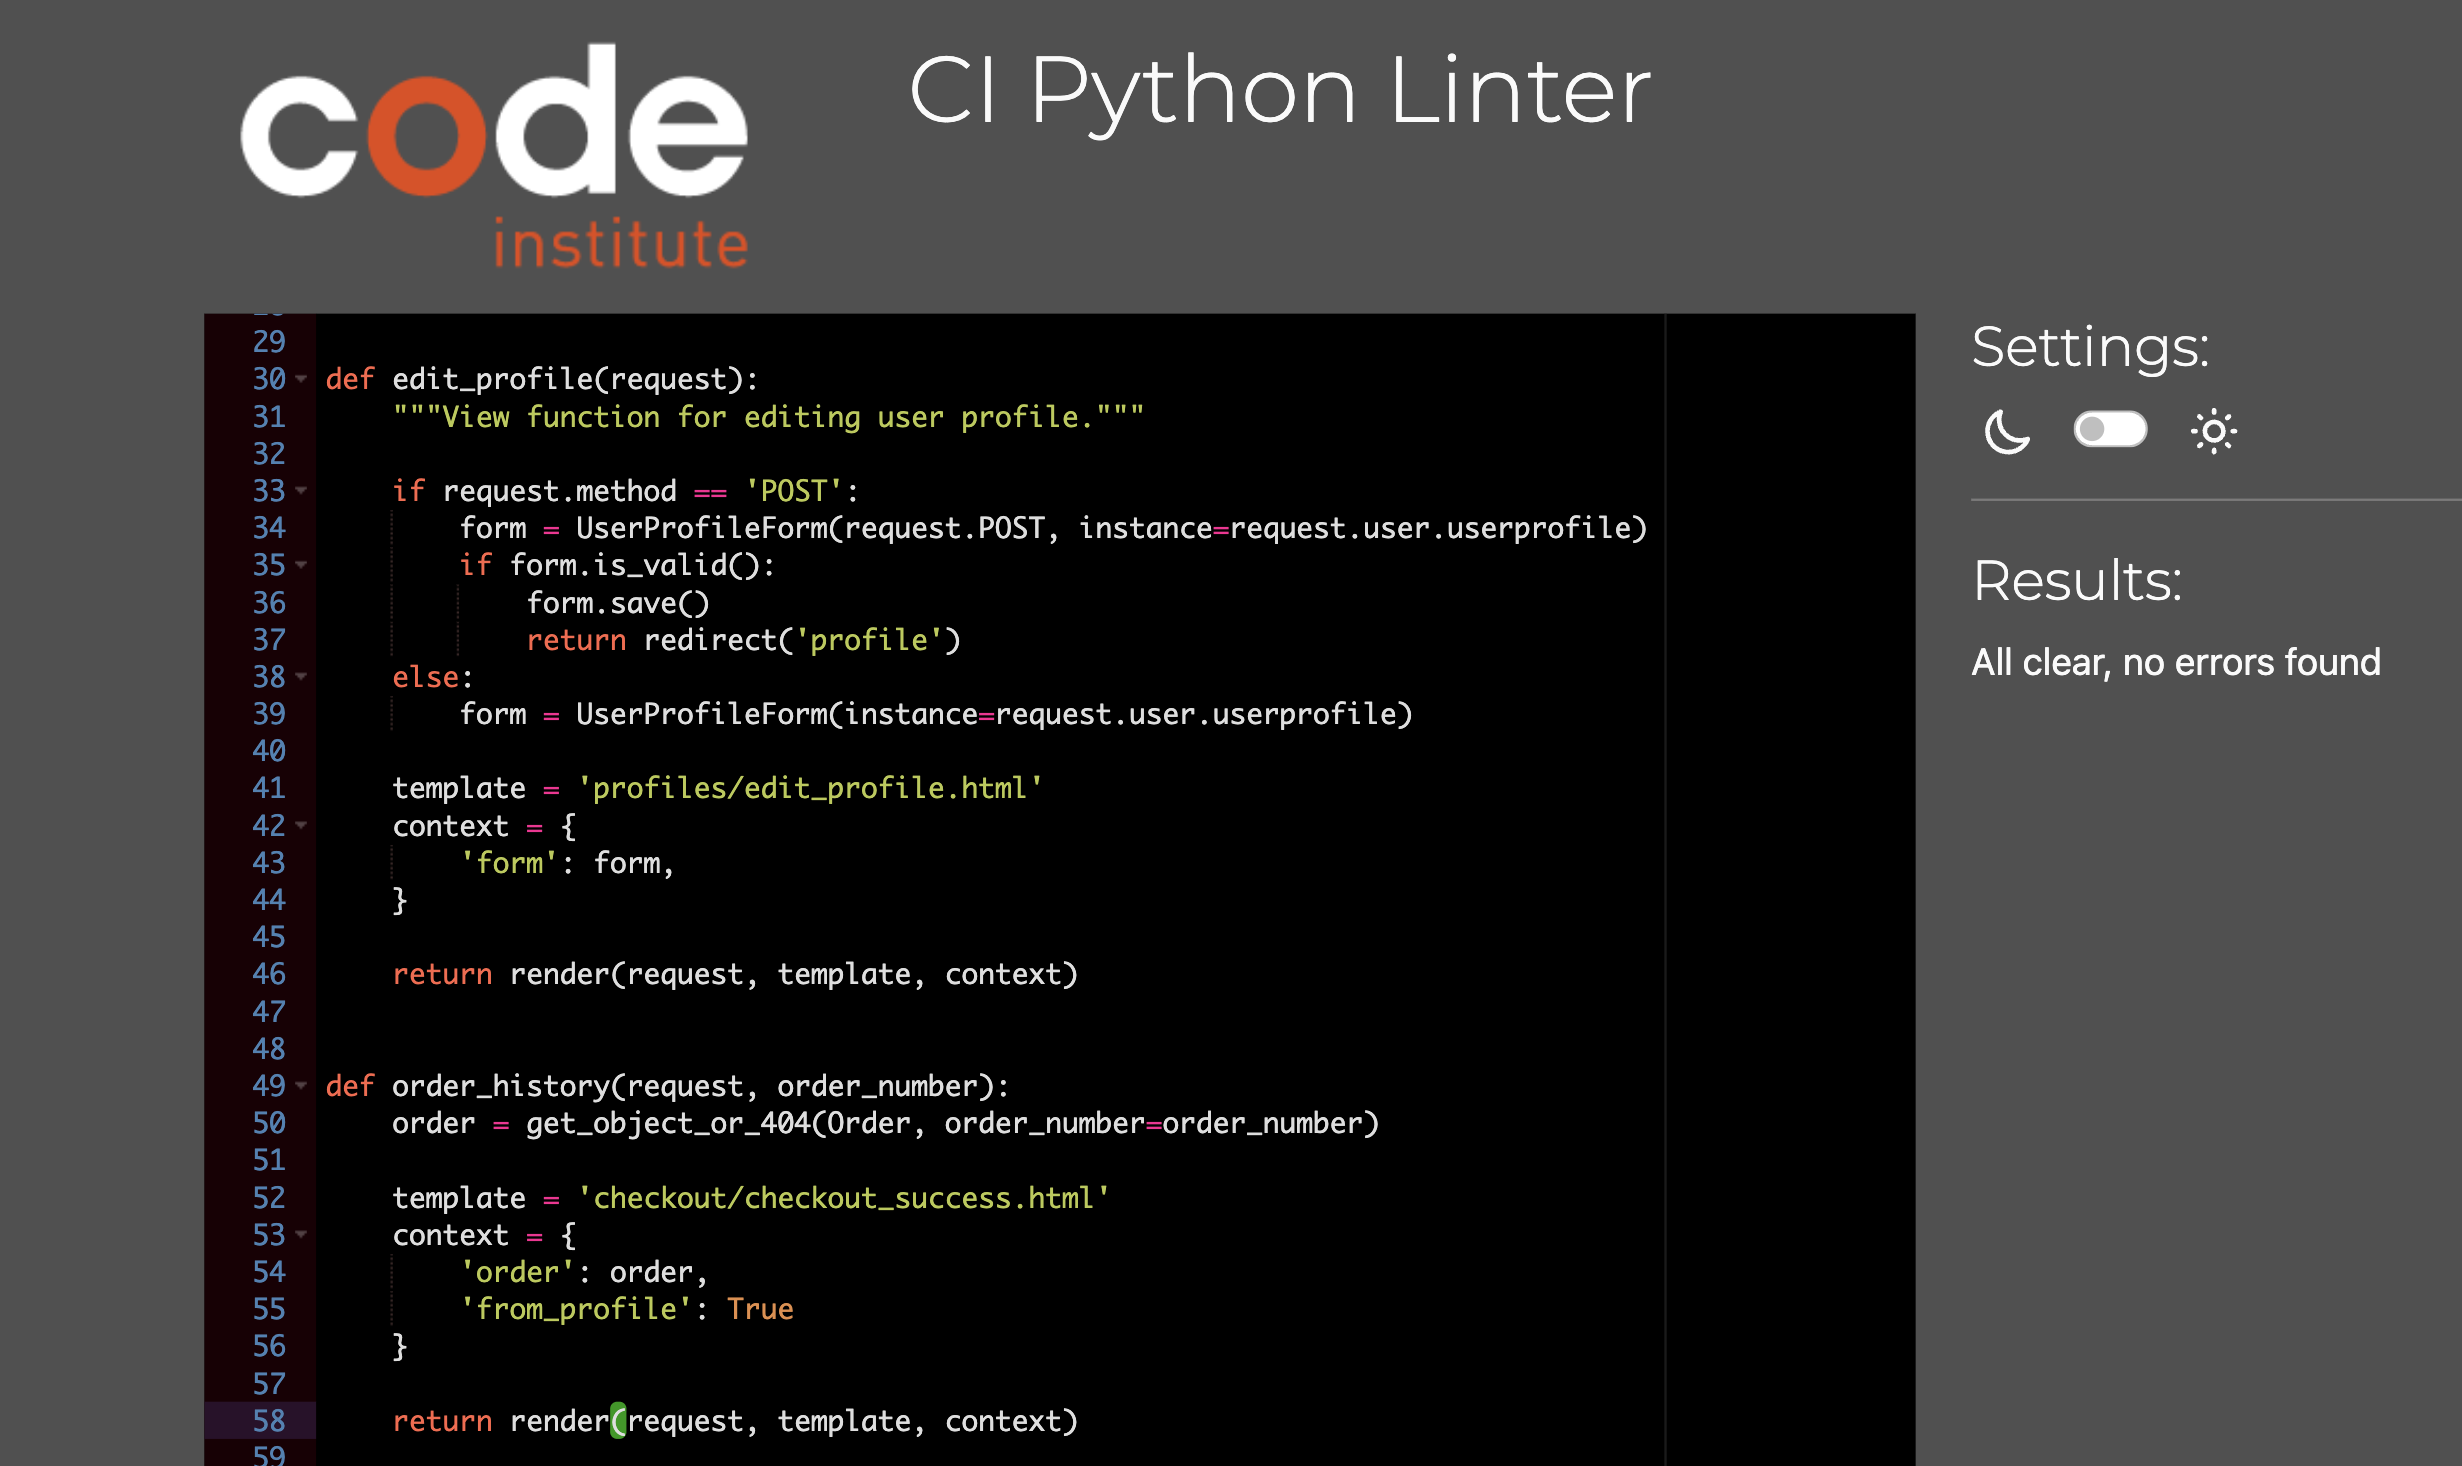 code
institute
CI Python Linter
29
30 def edit_profile(request):
31     """View function for editing user profile."""
32
33     if request.method == 'POST':
34         form = UserProfileForm(request.POST, instance=request.user.userprofile)
35         if form.is_valid():
36             form.save()
37             return redirect('profile')
38     else:
39         form = UserProfileForm(instance=request.user.userprofile)
40
41     template = 'profiles/edit_profile.html'
42     context = {
43         'form': form,
44     }
45
46     return render(request, template, context)
47
48
49 def order_history(request, order_number):
50     order = get_object_or_404(Order, order_number=order_number)
51
52     template = 'checkout/checkout_success.html'
53     context = {
54         'order': order,
55         'from_profile': True
56     }
57
58     return render(request, template, context)
59
Settings:
Results:
All clear, no errors found